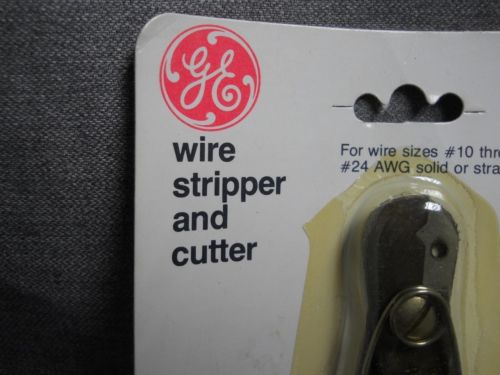 GE
wire
stripper
and
cutter
For wire sizes #10
#24 AWG solid or